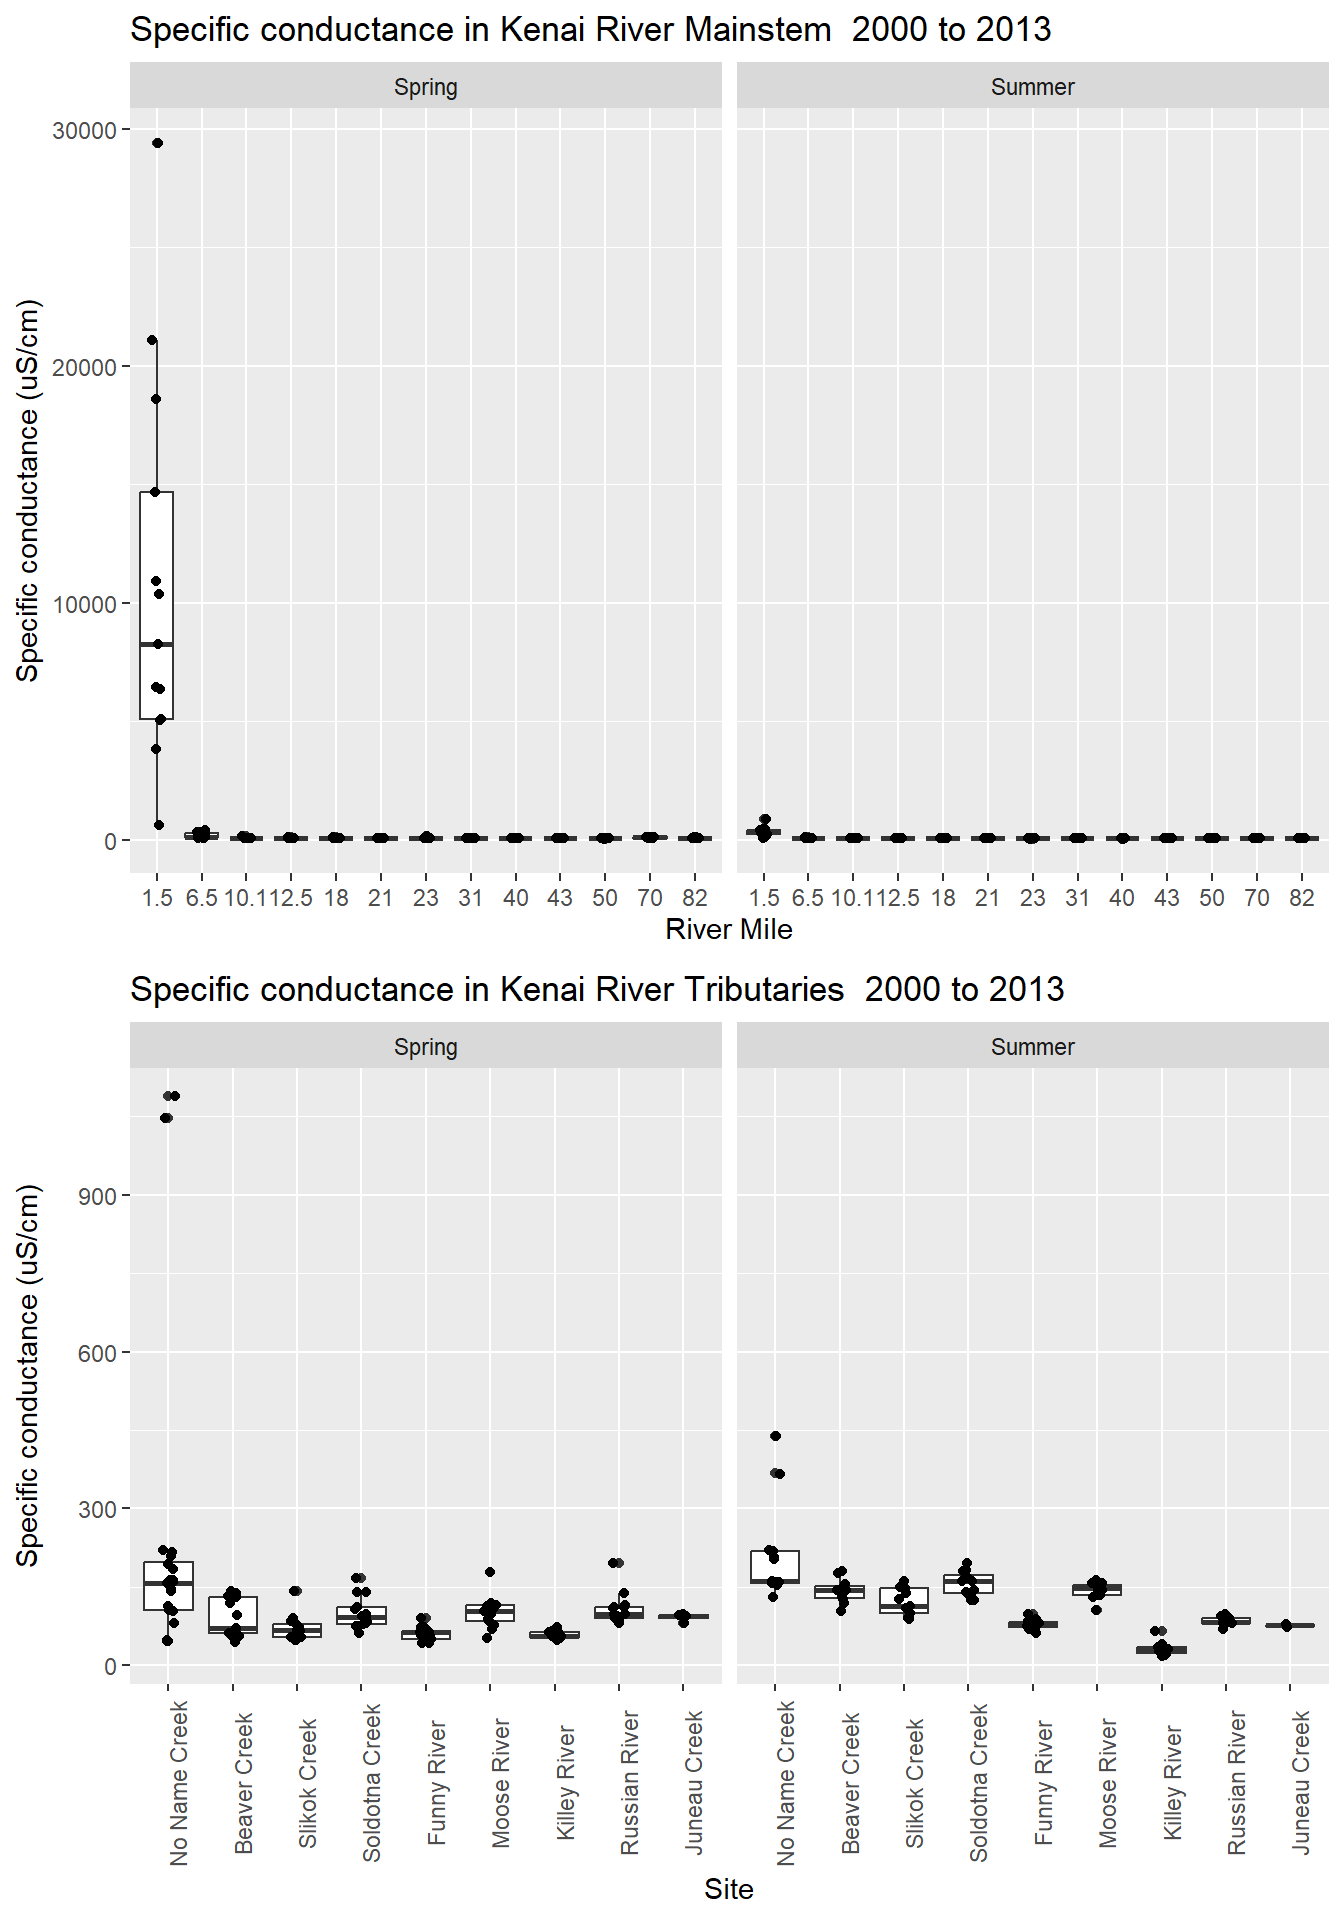 Specific conductance in Kenai River Mainstem  2000 to 2013
Spring Summer
Specific conductance (uS/cm)
30000
20000
10000
0
1.5 6.5 10.1 12.5 18 21 23 31 40 43 50 70 82 1.5 6.5 10.1 12.5 18 21 23 31 40 43 50 70 82
River Mile
Specific conductance in Kenai River Tributaries  2000 to 2013
Spring Summer
Specific conductance (uS/cm)
900
600
300
0
No Name Creek
Beaver Creek
Slikok Creek
Soldotna Creek
Funny River
Moose River
Killey River
Russian River
Juneau Creek
No Name Creek
Beaver Creek
Slikok Creek
Soldotna Creek
Funny River
Moose River
Killey River
Russian River
Juneau Creek
Site